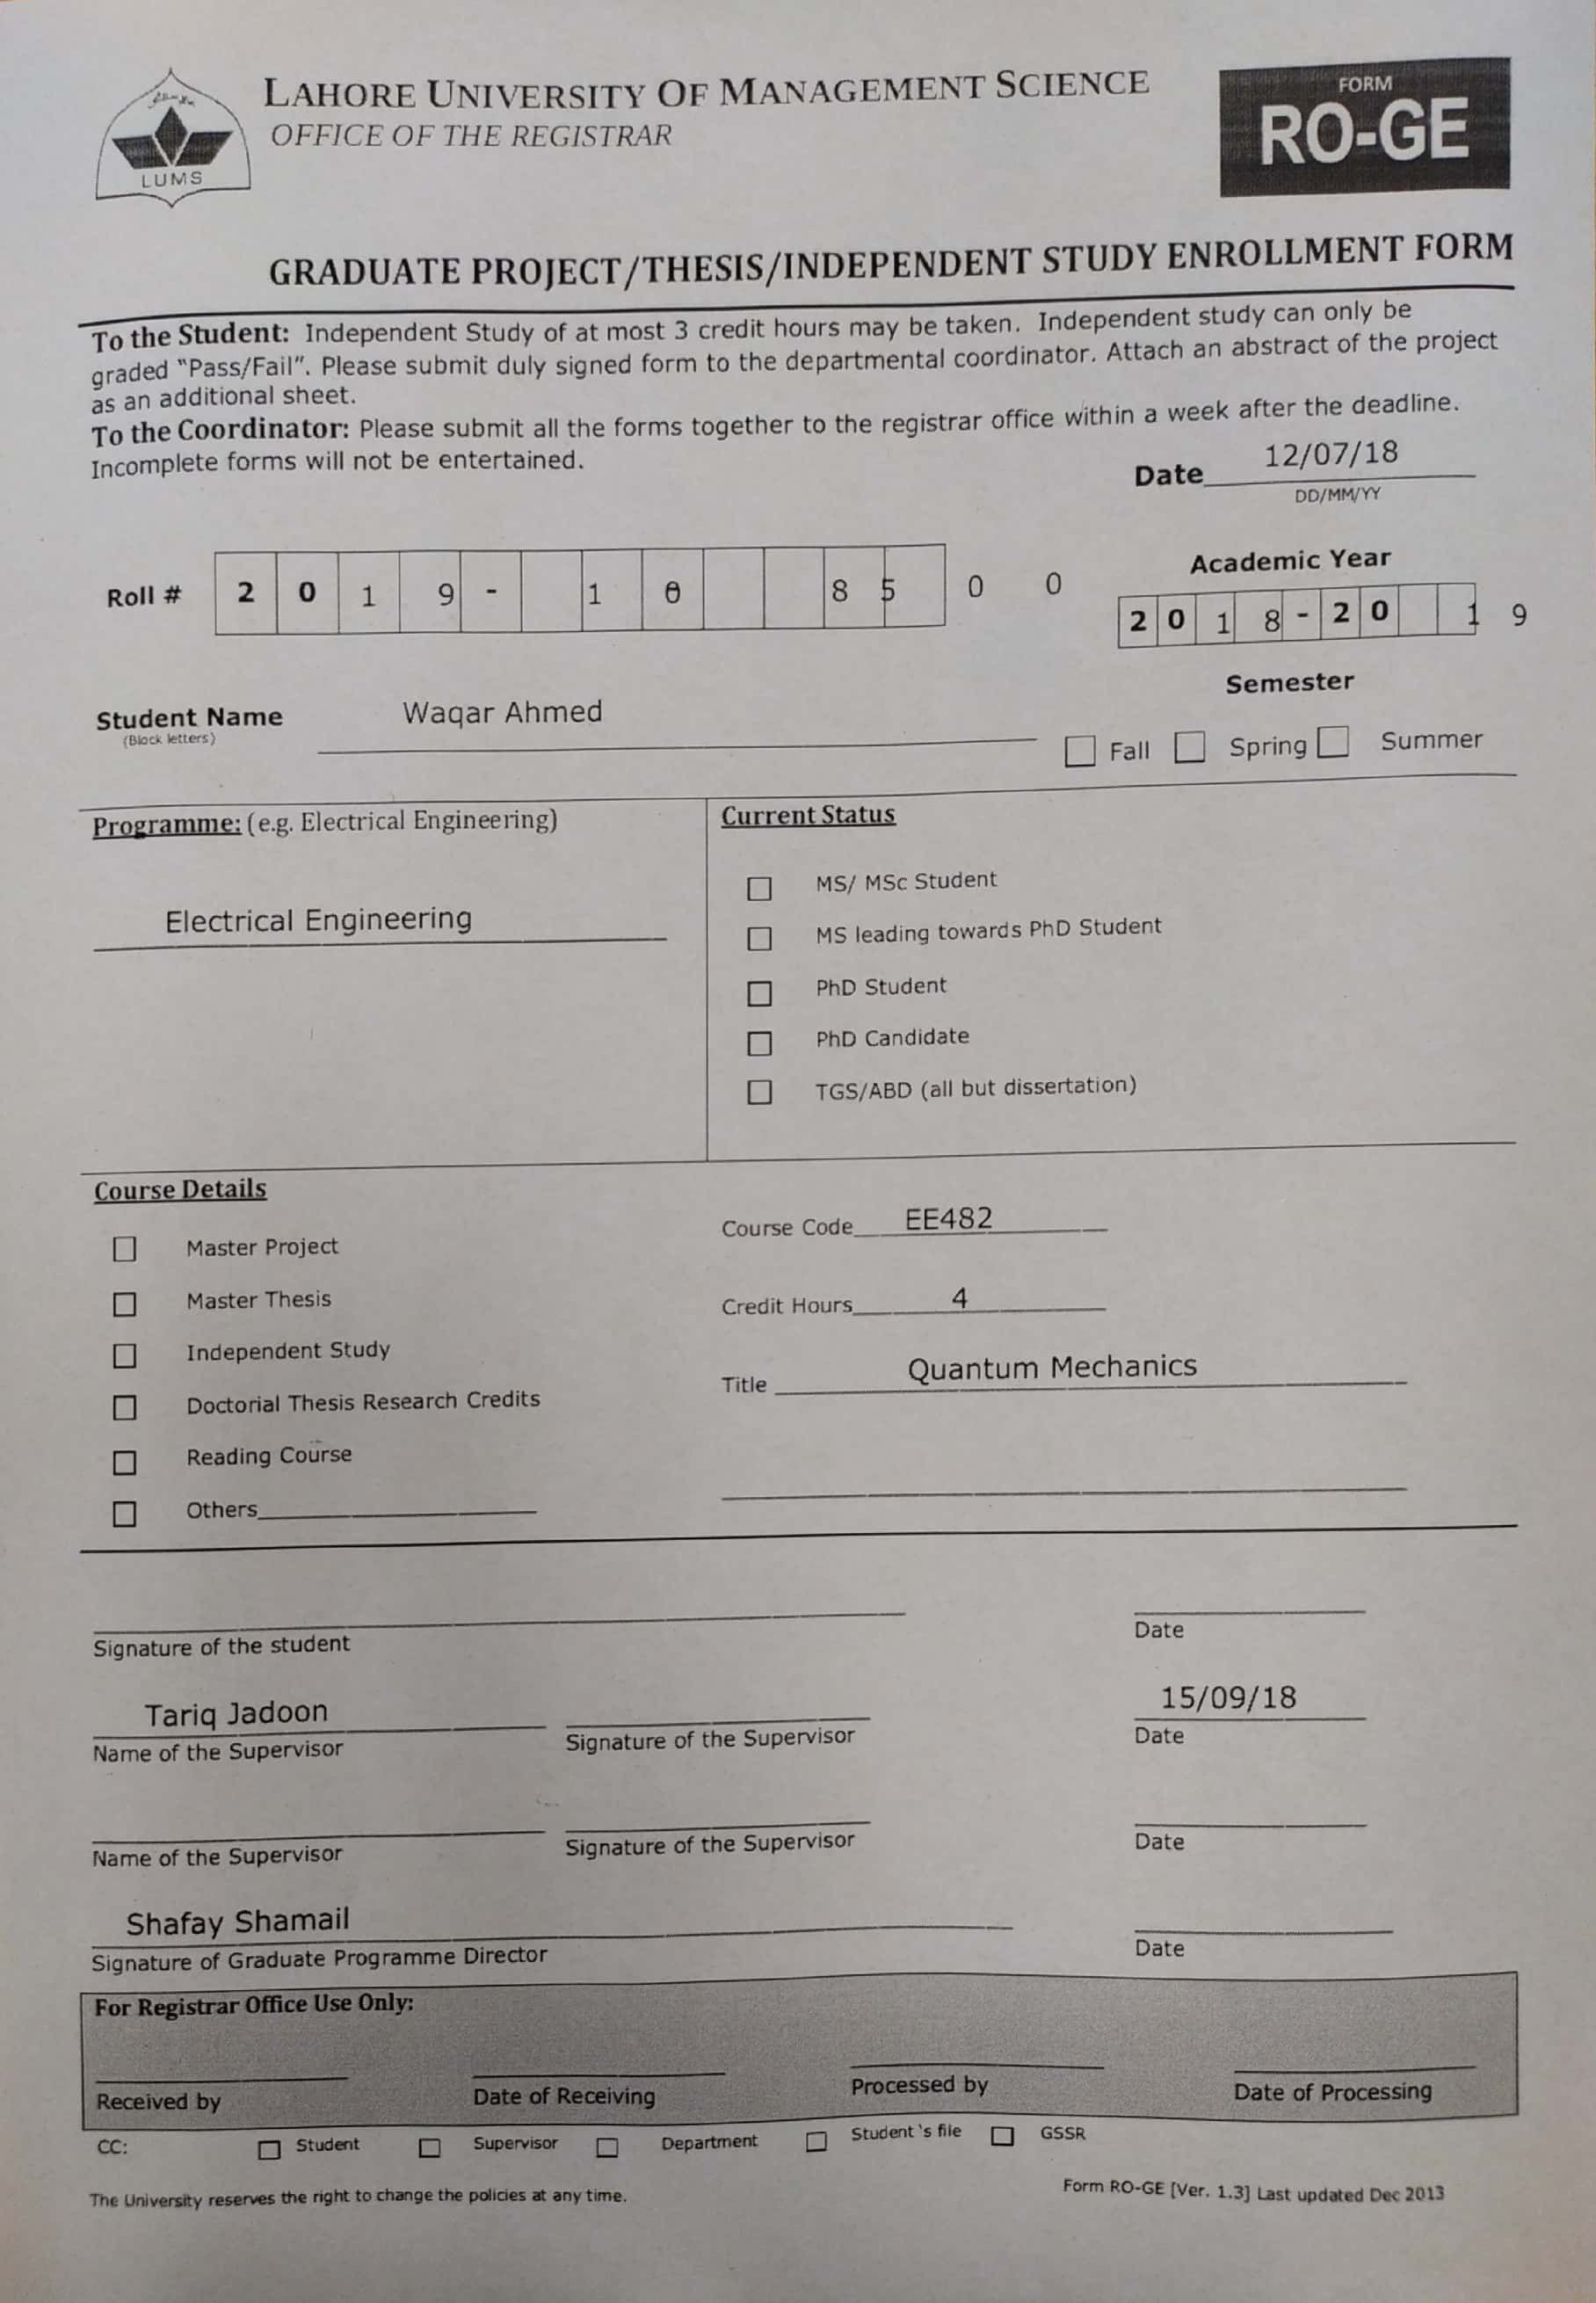 LUMS
LAHORE UNIVERSITY OF MANAGEMENT SCIENCE
OFFICE OF THE REGISTRAR
FORM
RO-GE
GRADUATE PROJECT/THESIS/INDEPENDENT STUDY ENROLLMENT FORM
To the Student: Independent Study of at most 3 credit hours may be taken. Independent study can only be
graded "Pass/Fail". Please submit duly signed form to the departmental coordinator. Attach an abstract of the project
as an additional sheet.
To the Coordinator: Please submit all the forms together to the registrar office within a week after the deadline.
Incomplete forms will not be entertained.
Date 12/07/18
DD/MM/YY
Roll # 2 0 1 9 - 1 0 8 5 0 0
Academic Year
2 0 1 8 - 2 0 1 9
Semester
Student Name Waqar Ahmed
(Block letters)
Fall Spring Summer
Programme: (e.g. Electrical Engineering)
Electrical Engineering
Current Status
MS/ MSc Student
MS leading towards PhD Student
PhD Student
PhD Candidate
TGS/ABD (all but dissertation)
Course Details
Master Project
Master Thesis
Independent Study
Doctorial Thesis Research Credits
Reading Course
Others
Course Code EE482
Credit Hours 4
Title Quantum Mechanics
Signature of the student
Date
Tariq Jadoon
15/09/18
Name of the Supervisor
Signature of the Supervisor
Date
Name of the Supervisor
Signature of the Supervisor
Date
Shafay Shamail
Signature of Graduate Programme Director
Date
For Registrar Office Use Only:
Received by
Date of Receiving
Processed by
Date of Processing
CC: Student Supervisor Department Student's file GSSR
The University reserves the right to change the policies at any time.
Form RO-GE [Ver. 1.3] Last updated Dec 2013